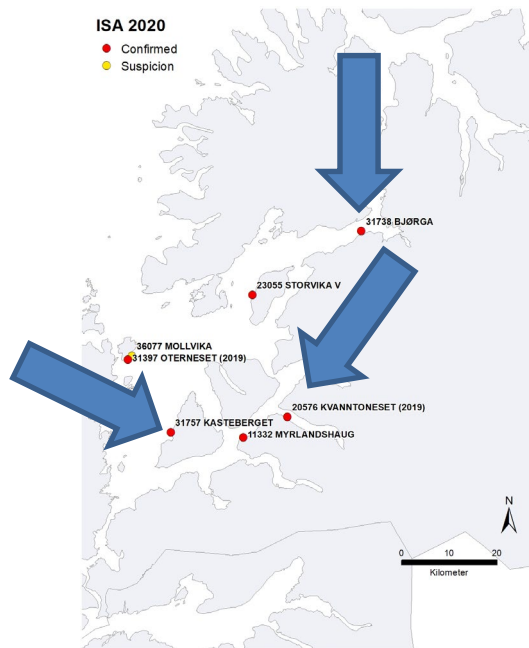 ISA 2020
Confirmed
Suspicion
31738 BJØRGA
23055 STORVIKA V
36077 MOLLVIKA
31397 OTERNESET (2019)
20576 KVANNTONESET (2019)
31757 KASTEBERGET
11332 MYRLANDSHAUG
N
0 10 20
Kilometer